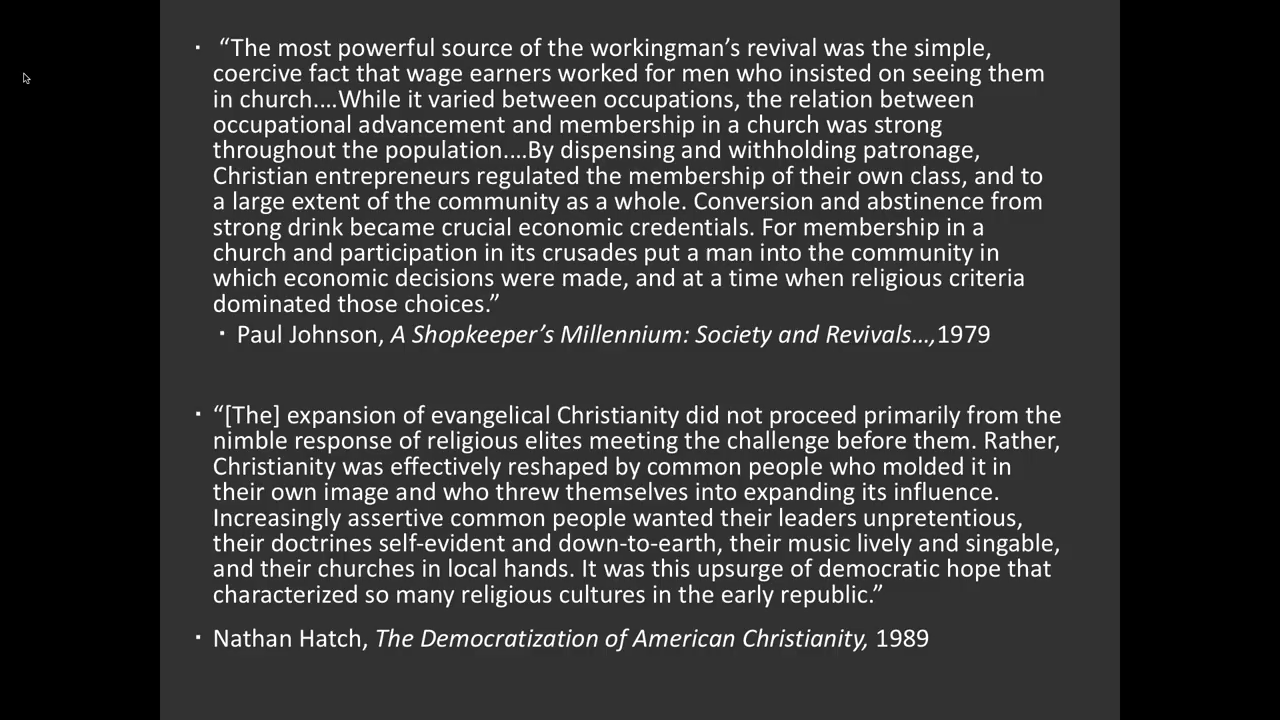 ▪ “The most powerful source of the workingman’s revival was the simple,
coercive fact that wage earners worked for men who insisted on seeing them
in church....While it varied between occupations, the relation between
occupational advancement and membership in a church was strong
throughout the population....By dispensing and withholding patronage,
Christian entrepreneurs regulated the membership of their own class, and to
a large extent of the community as a whole. Conversion and abstinence from
strong drink became crucial economic credentials. For membership in a
church and participation in its crusades put a man into the community in
which economic decisions were made, and at a time when religious criteria
dominated those choices.”
▪ Paul Johnson, A Shopkeeper’s Millennium: Society and Revivals…,1979
▪ “[The] expansion of evangelical Christianity did not proceed primarily from the
nimble response of religious elites meeting the challenge before them. Rather,
Christianity was effectively reshaped by common people who molded it in
their own image and who threw themselves into expanding its influence.
Increasingly assertive common people wanted their leaders unpretentious,
their doctrines self-evident and down-to-earth, their music lively and singable,
and their churches in local hands. It was this upsurge of democratic hope that
characterized so many religious cultures in the early republic.”
▪ Nathan Hatch, The Democratization of American Christianity, 1989